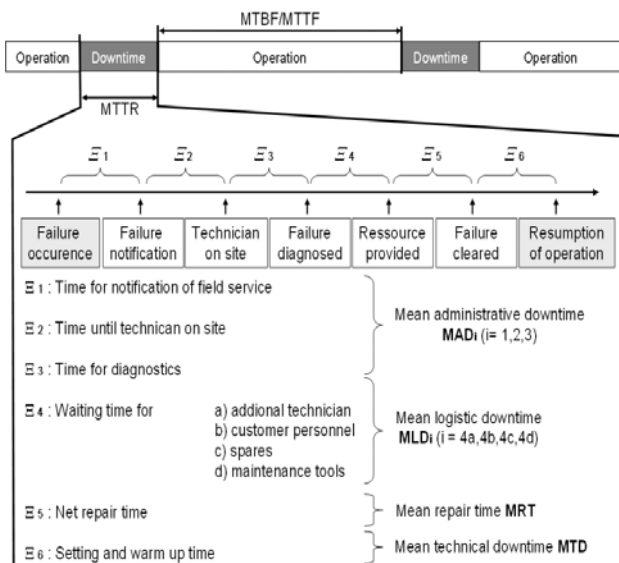 MTBF/MTTF
Operation Downtime Operation Downtime Operation
MTTR
Ξ1 Ξ2 Ξ3 Ξ4 Ξ5 Ξ6
Failure occurence
Failure notification
Technician on site
Failure diagnosed
Ressource provided
Failure cleared
Resumption of operation
Ξ1 : Time for notification of field service
Ξ2 : Time until technican on site
Ξ3 : Time for diagnostics
Mean administrative downtime
MADi (i= 1,2,3)
Ξ4 : Waiting time for
a) addional technician
b) customer personnel
c) spares
d) maintenance tools
Mean logistic downtime
MLDi (i = 4a,4b,4c,4d)
Ξ5 : Net repair time
Mean repair time MRT
Ξ6 : Setting and warm up time
Mean technical downtime MTD